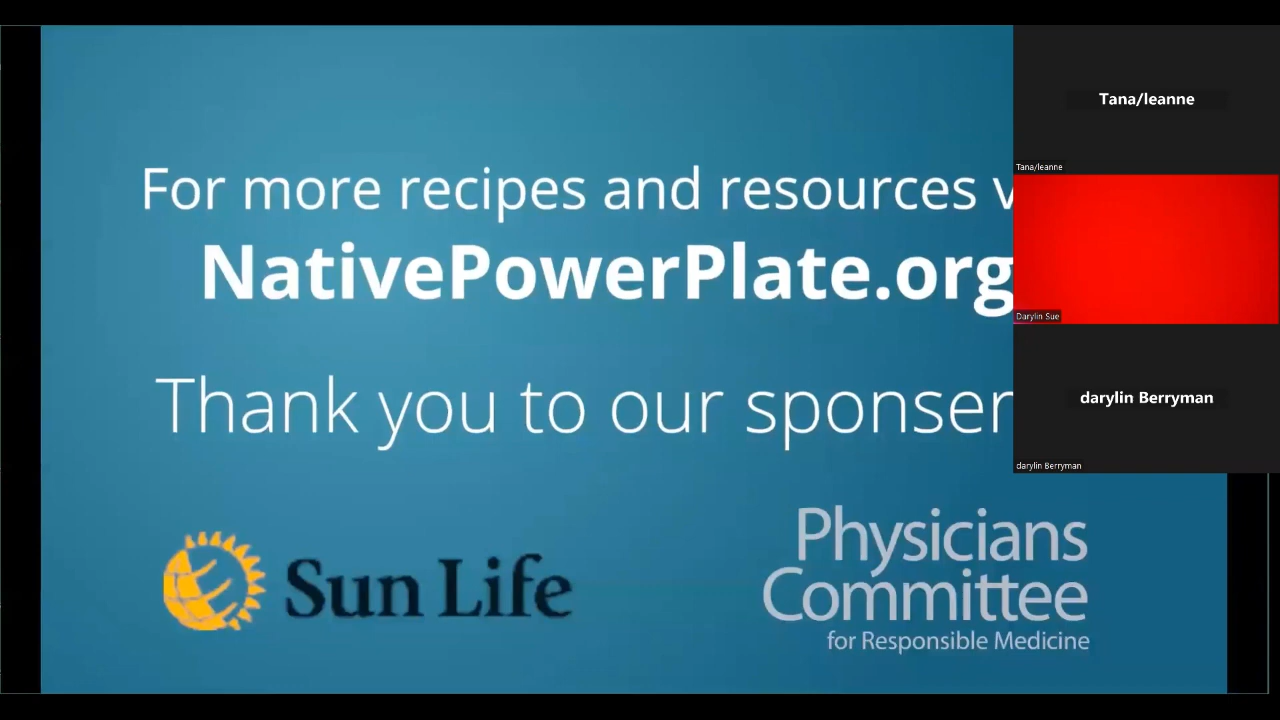 For more recipes and resources v
NativePowerPlate.org
Thank you to our sponser
Sun Life
Physicians
Committee
for Responsible Medicine
Tana/leanne
Tana/leanne
Darylin Sue
darylin Berryman
darylin Berryman